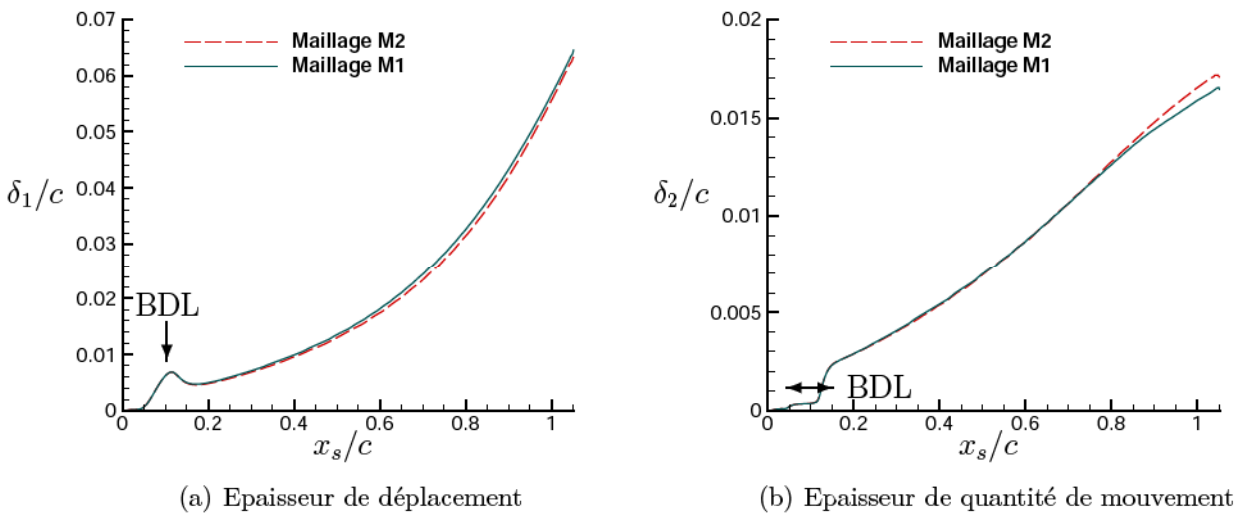 0.07
0.06
0.05
0.04
0.03
0.02
0.01
0
δ₁/c
Maillage M2
Maillage M1
BDL
0 0.2 0.4 0.6 0.8 1
xₛ/c
(a) Epaisseur de déplacement
0.02
0.015
0.01
0.005
0
δ₂/c
Maillage M2
Maillage M1
BDL
0 0.2 0.4 0.6 0.8 1
xₛ/c
(b) Epaisseur de quantité de mouvement